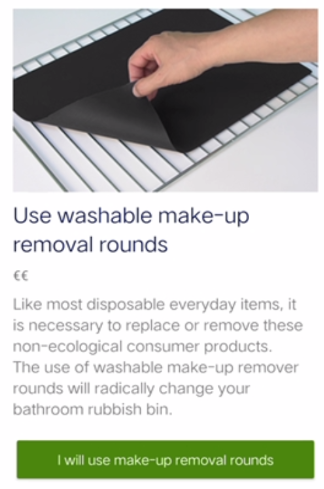 Use washable make-up
removal rounds
€€
Like most disposable everyday items, it
is necessary to replace or remove these
non-ecological consumer products.
The use of washable make-up remover
rounds will radically change your
bathroom rubbish bin.
I will use make-up removal rounds